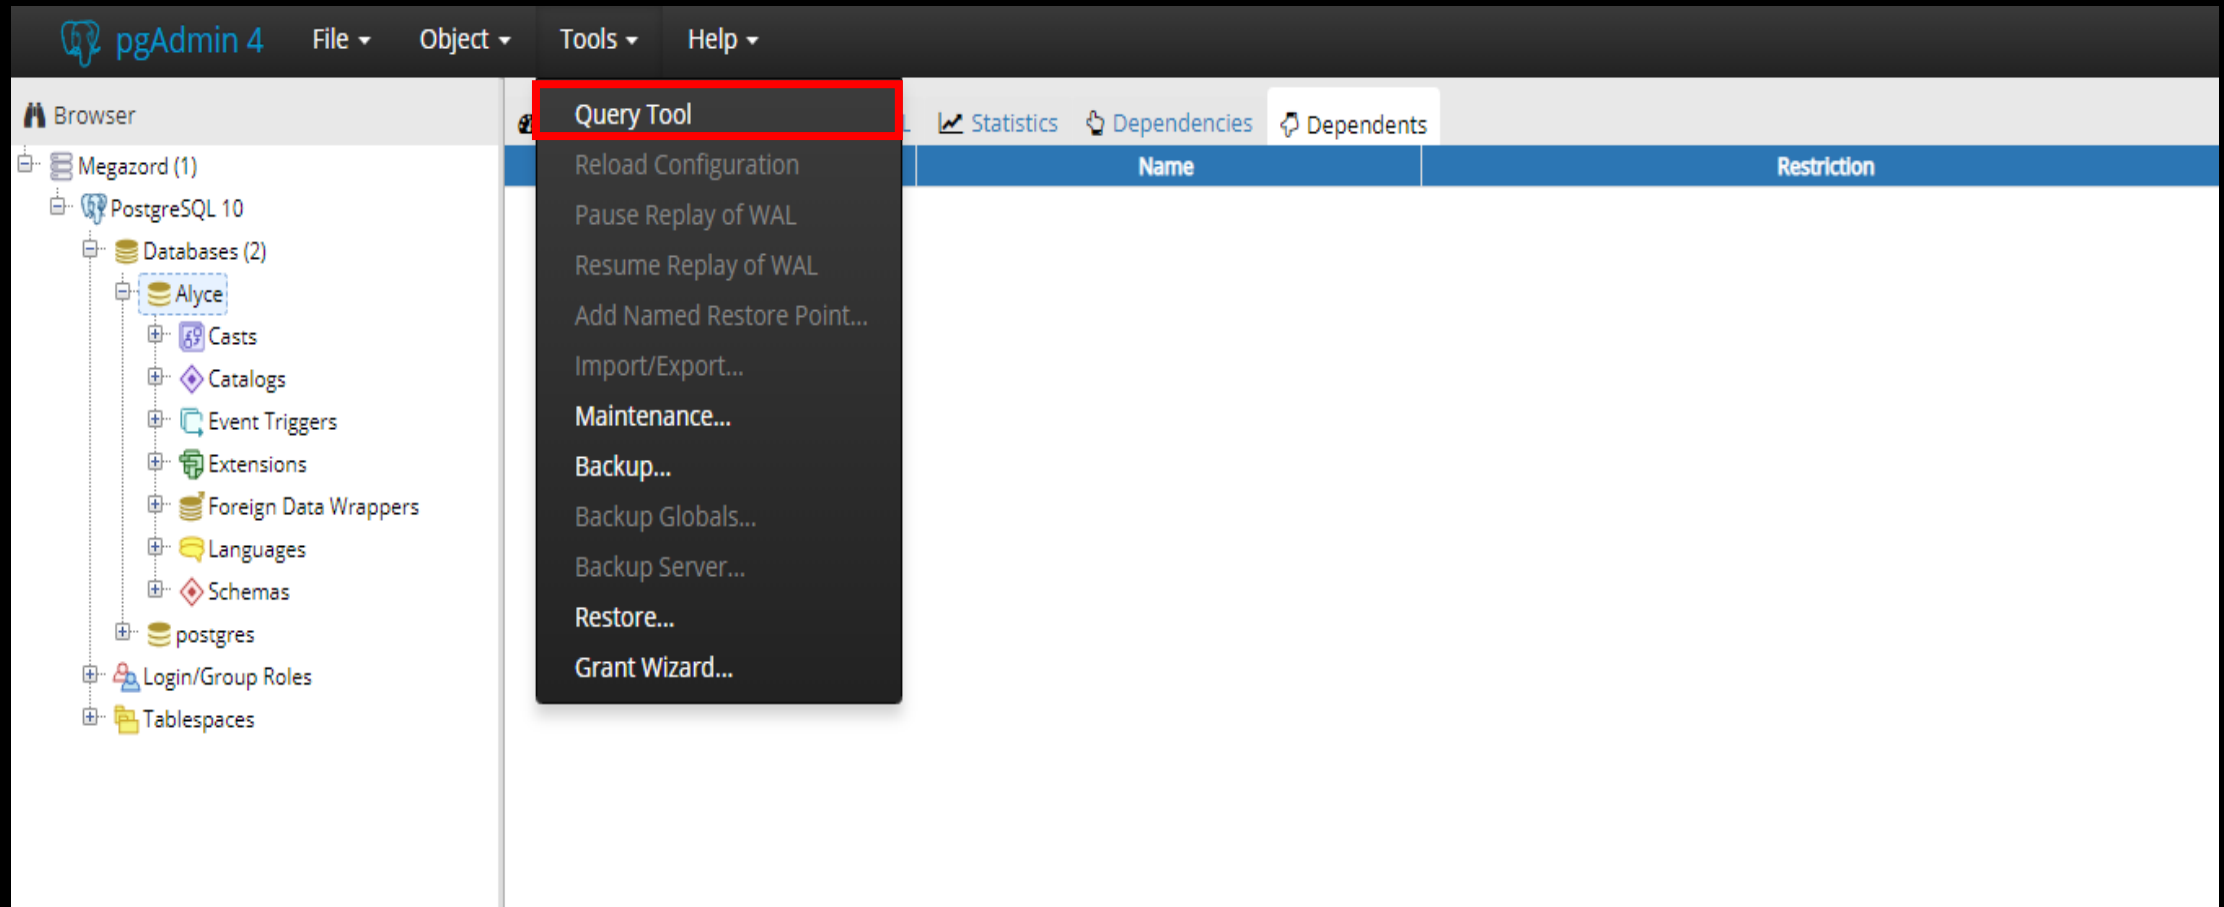 pgAdmin 4 File Object Tools Help
Browser
Megazord (1)
PostgreSQL 10
Databases (2)
Alyce
Casts
Catalogs
Event Triggers
Extensions
Foreign Data Wrappers
Languages
Schemas
postgres
Login/Group Roles
Tablespaces
Query Tool
Reload Configuration
Pause Replay of WAL
Resume Replay of WAL
Add Named Restore Point...
Import/Export...
Maintenance...
Backup...
Backup Globals...
Backup Server...
Restore...
Grant Wizard...
Statistics Dependencies Dependents
Name Restriction